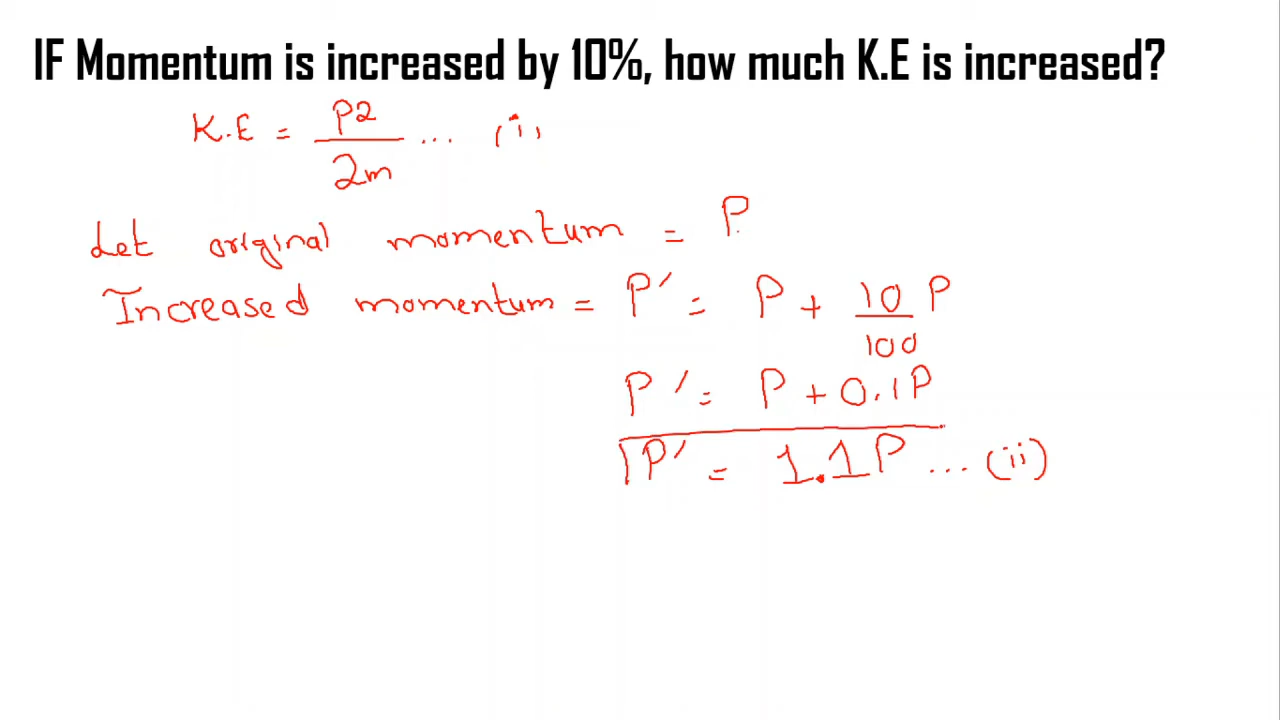 IF Momentum is increased by 10%, how much K.E is increased?
K.E = P2/2m ... (i)
Let original momentum = P
Increased momentum = P' = P + 10/100 P
P' = P + 0.1P
P' = 1.1P ... (ii)